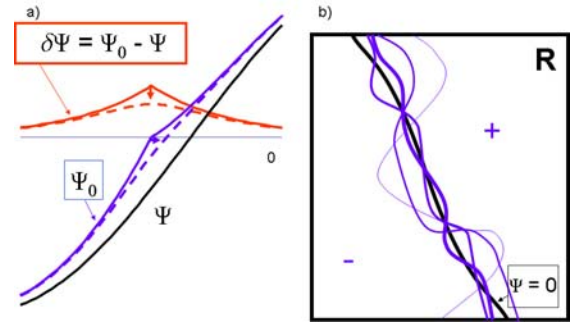 a)
δΨ = Ψ₀ - Ψ
0
Ψ₀
Ψ
b)
R
+
-
Ψ = 0